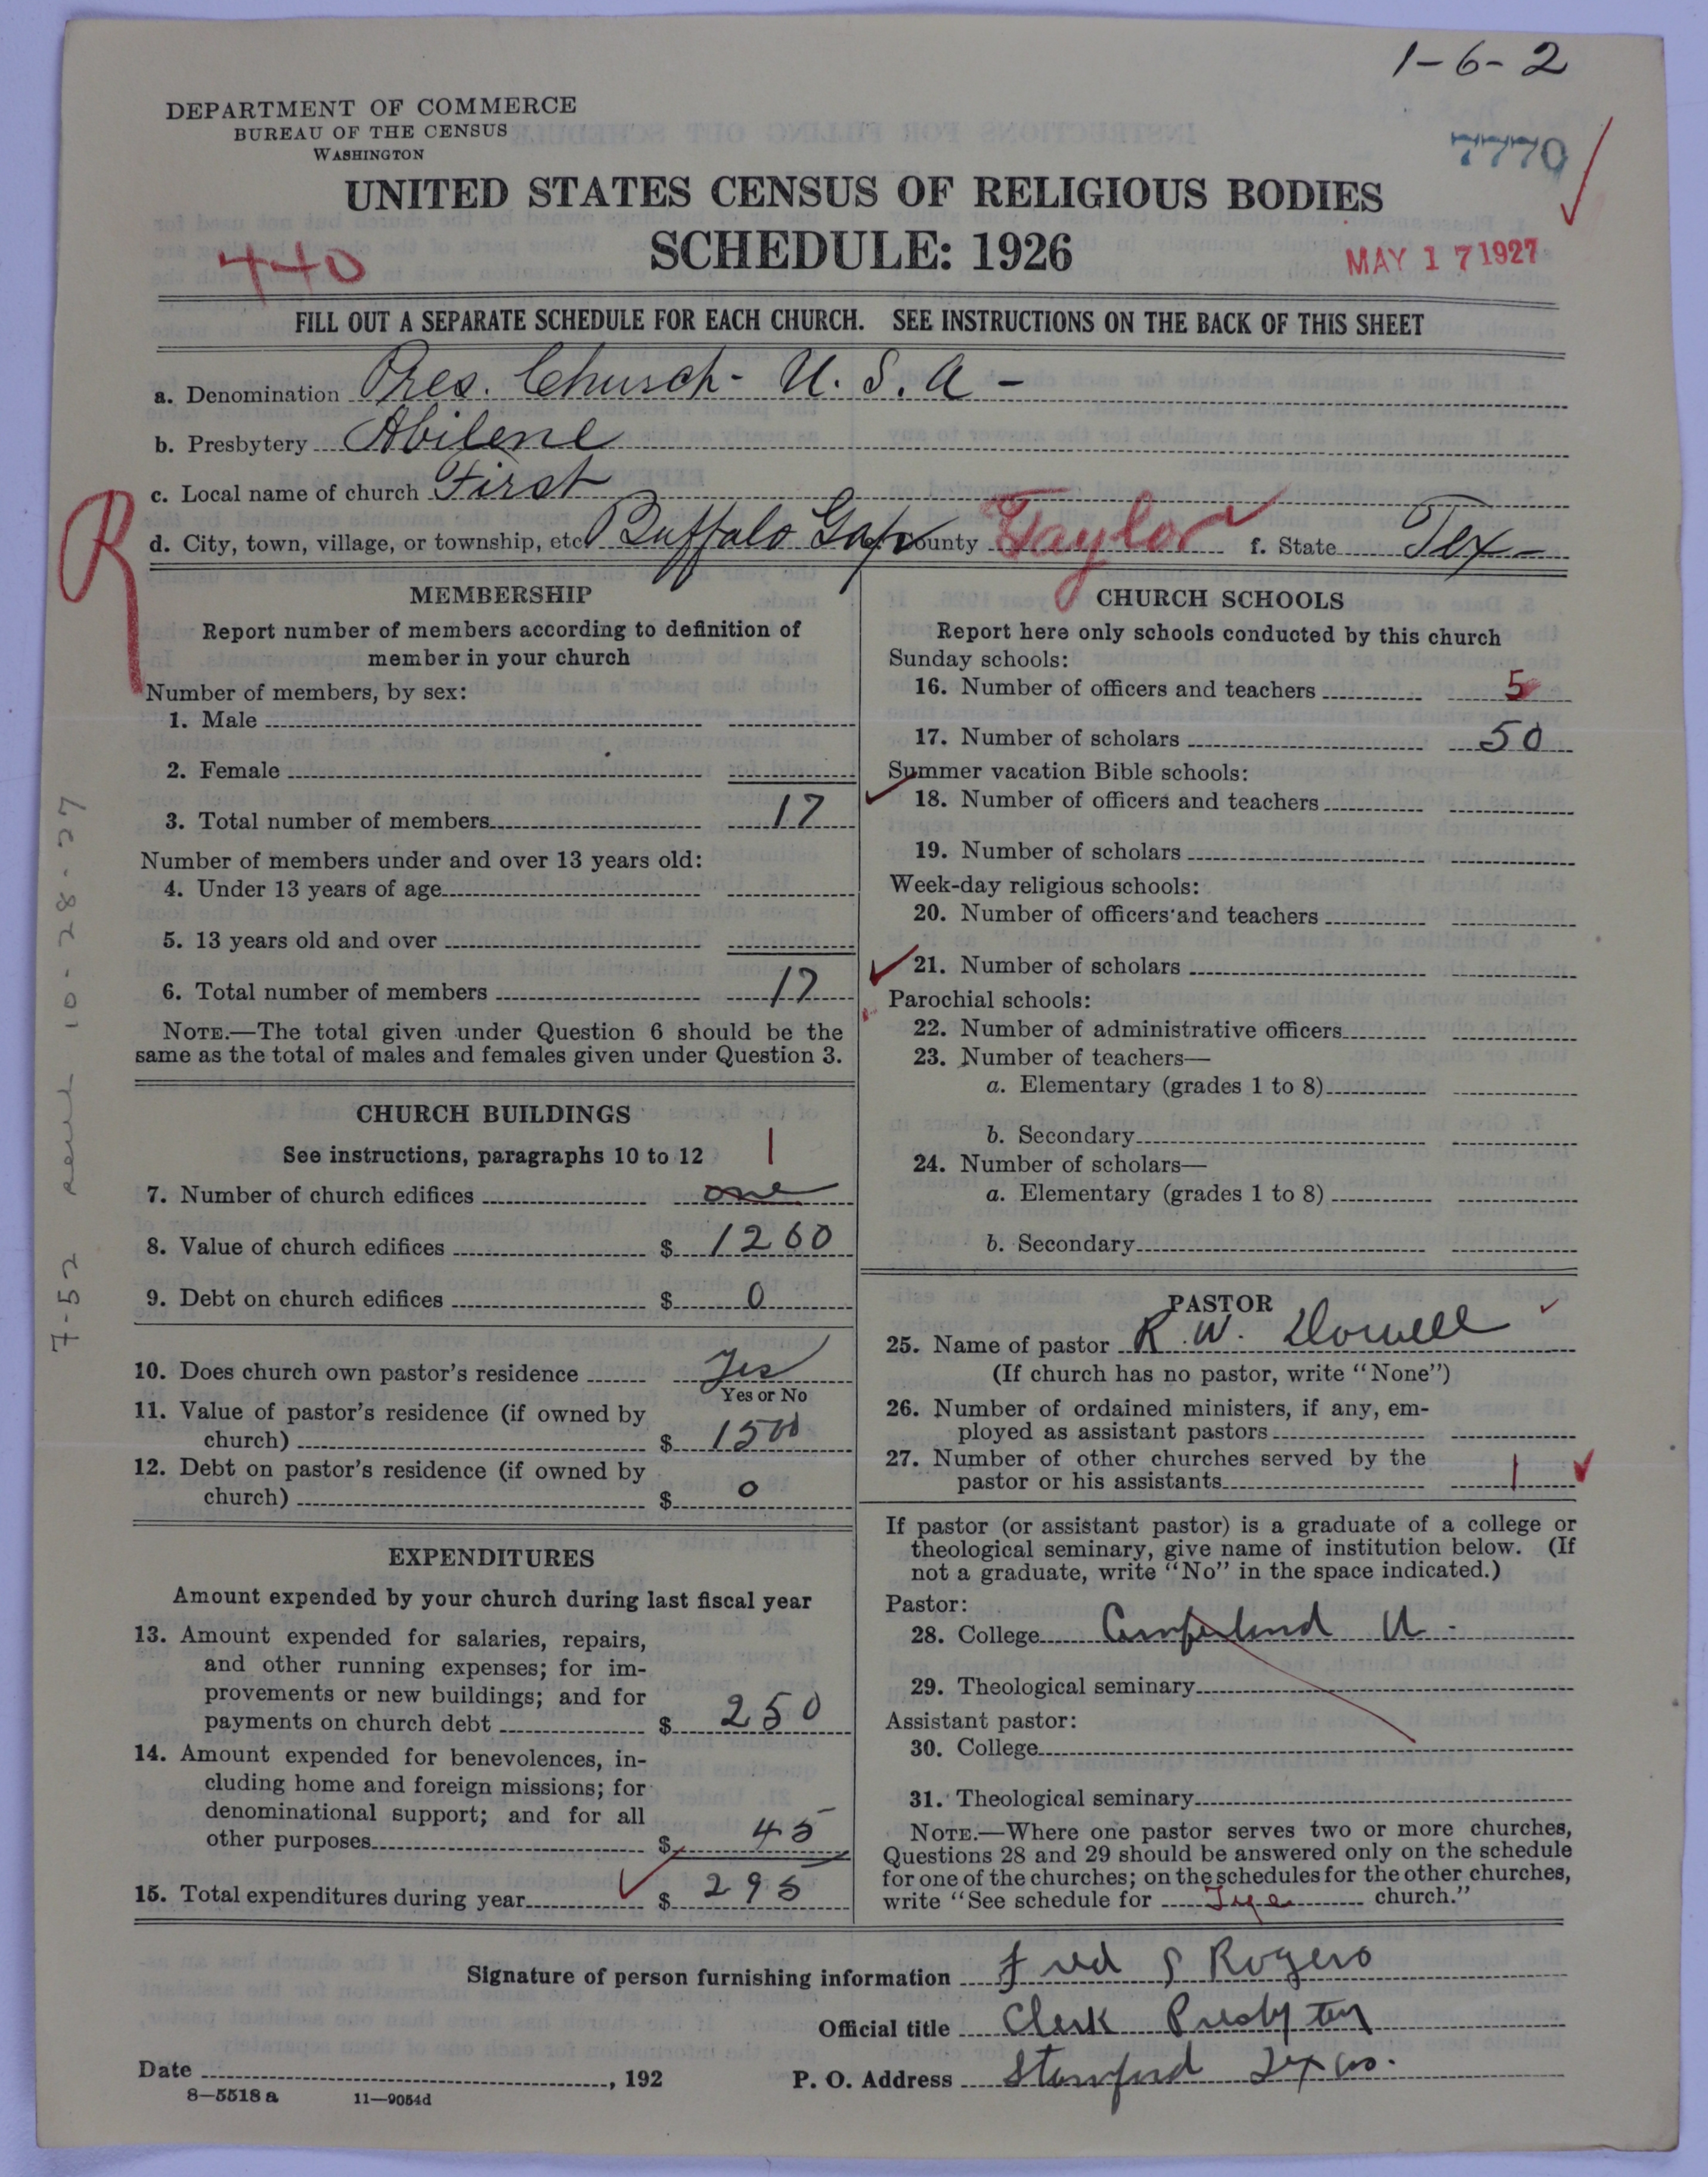 1-6-2
DEPARTMENT OF COMMERCE
BUREAU OF THE CENSUS
WASHINGTON
7770
UNITED STATES CENSUS OF RELIGIOUS BODIES
SCHEDULE: 1926
440
MAY 17 1927
FILL OUT A SEPARATE SCHEDULE FOR EACH CHURCH. SEE INSTRUCTIONS ON THE BACK OF THIS SHEET
a. Denomination Pres. Church - U. S. A -
b. Presbytery Abilene
c. Local name of church First
R
d. City, town, village, or township, etc. Buffalo Gap County Taylor f. State Tex -
MEMBERSHIP
Report number of members according to definition of
member in your church
Number of members, by sex:
1. Male
2. Female
3. Total number of members 17
Number of members under and over 13 years old:
4. Under 13 years of age
5. 13 years old and over
6. Total number of members 17
NOTE.—The total given under Question 6 should be the
same as the total of males and females given under Question 3.
CHURCH BUILDINGS
See instructions, paragraphs 10 to 12
1
7. Number of church edifices one
8. Value of church edifices $ 1200
9. Debt on church edifices $ 0
10. Does church own pastor's residence Yes
Yes or No
11. Value of pastor's residence (if owned by
church) $ 1500
12. Debt on pastor's residence (if owned by
church) $ 0
EXPENDITURES
Amount expended by your church during last fiscal year
13. Amount expended for salaries, repairs,
and other running expenses; for im-
provements or new buildings; and for
payments on church debt $ 250
14. Amount expended for benevolences, in-
cluding home and foreign missions; for
denominational support; and for all
other purposes $ 45
15. Total expenditures during year $ 295
CHURCH SCHOOLS
Report here only schools conducted by this church
Sunday schools:
16. Number of officers and teachers 5
17. Number of scholars 50
Summer vacation Bible schools:
18. Number of officers and teachers
19. Number of scholars
Week-day religious schools:
20. Number of officers and teachers
21. Number of scholars
Parochial schools:
22. Number of administrative officers
23. Number of teachers—
a. Elementary (grades 1 to 8)
b. Secondary
24. Number of scholars—
a. Elementary (grades 1 to 8)
b. Secondary
PASTOR
25. Name of pastor R. W. Dowell
(If church has no pastor, write "None")
26. Number of ordained ministers, if any, em-
ployed as assistant pastors
27. Number of other churches served by the
pastor or his assistants 1
If pastor (or assistant pastor) is a graduate of a college or
theological seminary, give name of institution below. (If
not a graduate, write "No" in the space indicated.)
Pastor:
28. College U -
29. Theological seminary
Assistant pastor:
30. College
31. Theological seminary
NOTE.—Where one pastor serves two or more churches,
Questions 28 and 29 should be answered only on the schedule
for one of the churches; on the schedules for the other churches,
write "See schedule for Tye church."
Signature of person furnishing information Fred S Rogers
Official title Clerk Presbytery
Date , 192 P. O. Address Stamford Texas.
8—5518 a 11—9054d
7-52 10-28-27